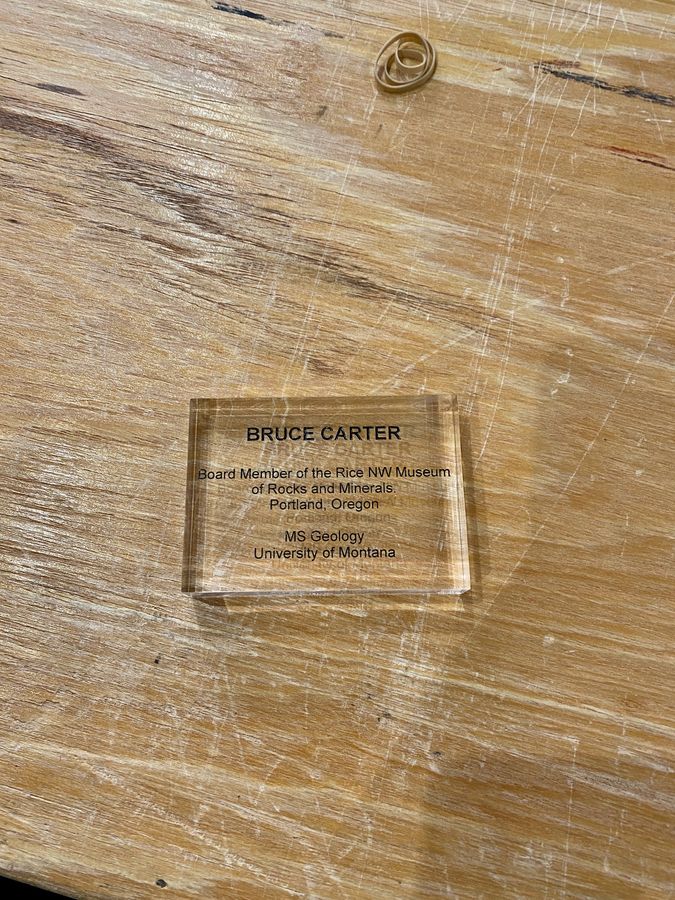 BRUCE CARTER
Board Member of the Rice NW Museum
of Rocks and Minerals.
Portland, Oregon
MS Geology
University of Montana